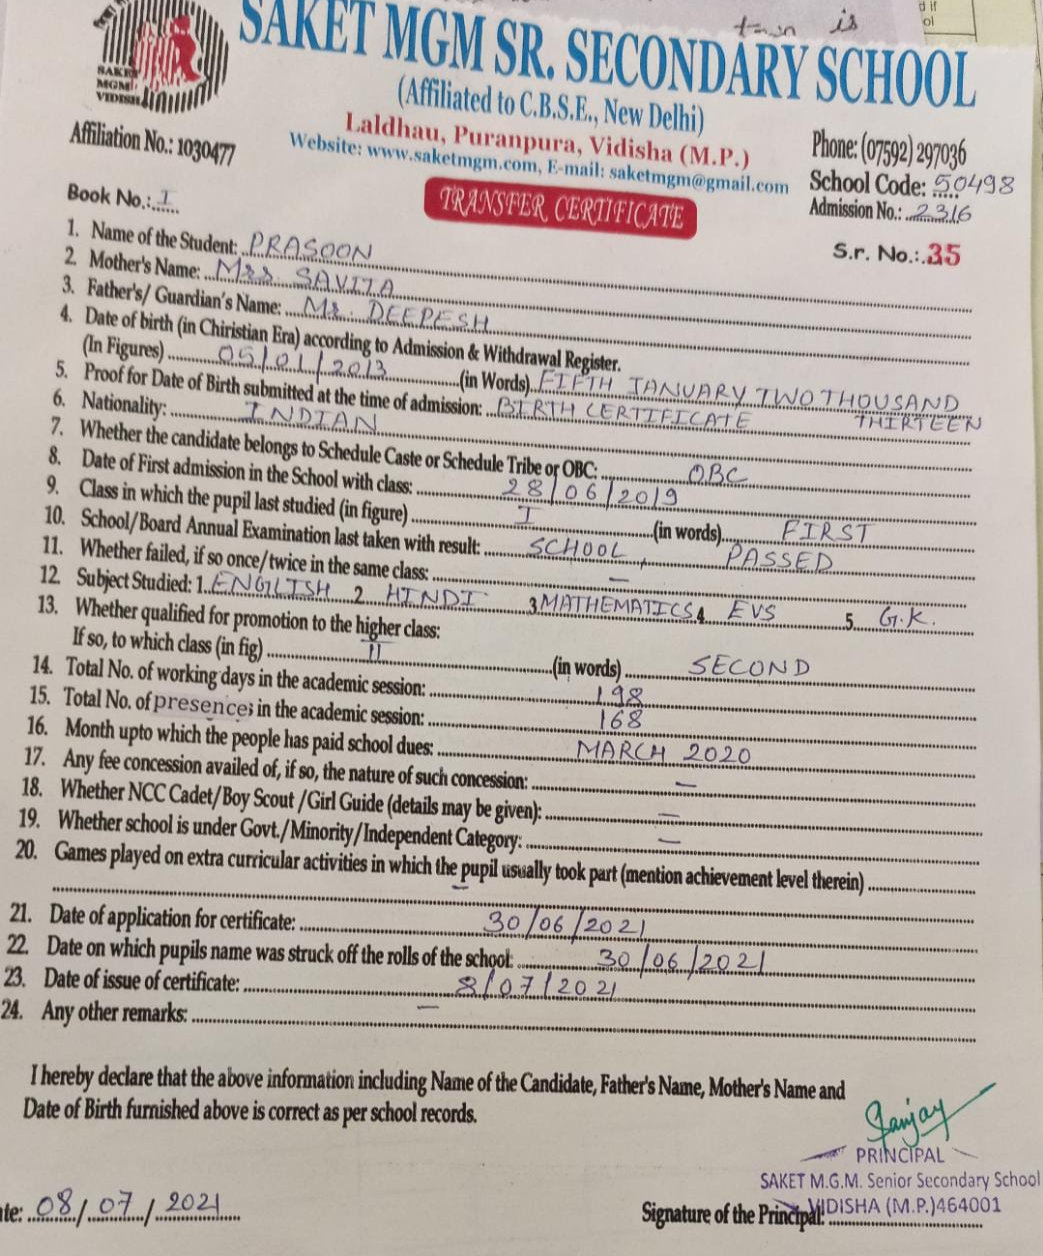 town is
d if
ol
SAKET
MGM
VIDISHA
SAKET MGM SR. SECONDARY SCHOOL
(Affiliated to C.B.S.E., New Delhi)
Laldhau, Puranpura, Vidisha (M.P.)
Website: www.saketmgm.com, E-mail: saketmgm@gmail.com
Affiliation No.: 1030477
Phone: (07592) 297036
School Code: 50498
Admission No.: 2316
Book No.: I
TRANSFER CERTIFICATE
S.r. No.: 35
1. Name of the Student: PRASOON
2. Mother's Name: Mrs. SAVITA
3. Father's/ Guardian's Name: Mr. DEEPESH
4. Date of birth (in Chiristian Era) according to Admission & Withdrawal Register.
(In Figures) 05/01/2013 (in Words) FIFTH JANUARY TWO THOUSAND
THIRTEEN
5. Proof for Date of Birth submitted at the time of admission: BIRTH CERTIFICATE
6. Nationality: INDIAN
7. Whether the candidate belongs to Schedule Caste or Schedule Tribe or OBC: OBC
8. Date of First admission in the School with class: 28/06/2019
9. Class in which the pupil last studied (in figure) I (in words) FIRST
10. School/Board Annual Examination last taken with result: SCHOOL, PASSED
11. Whether failed, if so once/twice in the same class: —
12. Subject Studied: 1. ENGLISH 2. HINDI 3 MATHEMATICS 4. EVS 5. G.K.
13. Whether qualified for promotion to the higher class:
If so, to which class (in fig) II (in words) SECOND
14. Total No. of working days in the academic session: 198
15. Total No. of presences in the academic session: 168
16. Month upto which the people has paid school dues: MARCH 2020
17. Any fee concession availed of, if so, the nature of such concession: —
18. Whether NCC Cadet/Boy Scout /Girl Guide (details may be given): —
19. Whether school is under Govt./Minority/Independent Category: —
20. Games played on extra curricular activities in which the pupil usually took part (mention achievement level therein)
—
21. Date of application for certificate: 30/06/2021
22. Date on which pupils name was struck off the rolls of the school: 30/06/2021
23. Date of issue of certificate: 8/07/2021
24. Any other remarks: —
I hereby declare that the above information including Name of the Candidate, Father's Name, Mother's Name and
Date of Birth furnished above is correct as per school records.
Sanjay
PRINCIPAL
SAKET M.G.M. Senior Secondary School
VIDISHA (M.P.)464001
te: 08/07/2021
Signature of the Principal: